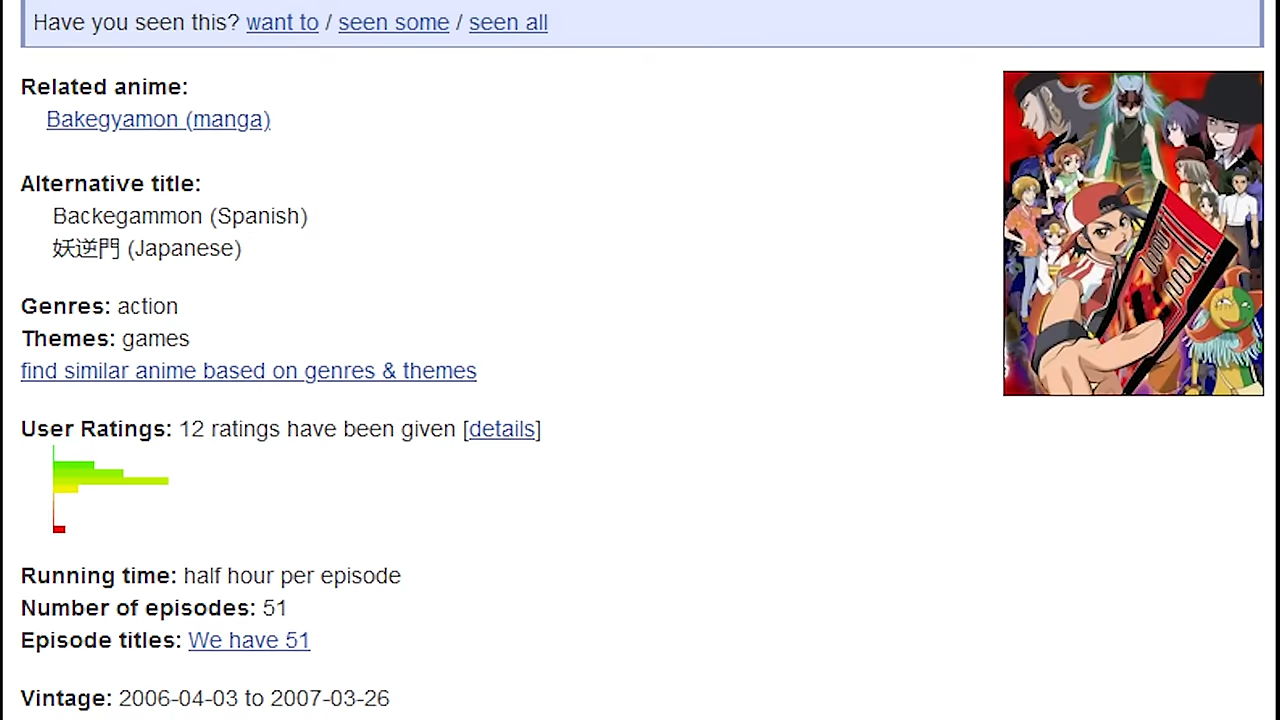 Have you seen this? want to / seen some / seen all
Related anime:
Bakegyamon (manga)
Alternative title:
Backegammon (Spanish)
妖逆門 (Japanese)
Genres: action
Themes: games
find similar anime based on genres & themes
User Ratings: 12 ratings have been given [details]
Running time: half hour per episode
Number of episodes: 51
Episode titles: We have 51
Vintage: 2006-04-03 to 2007-03-26